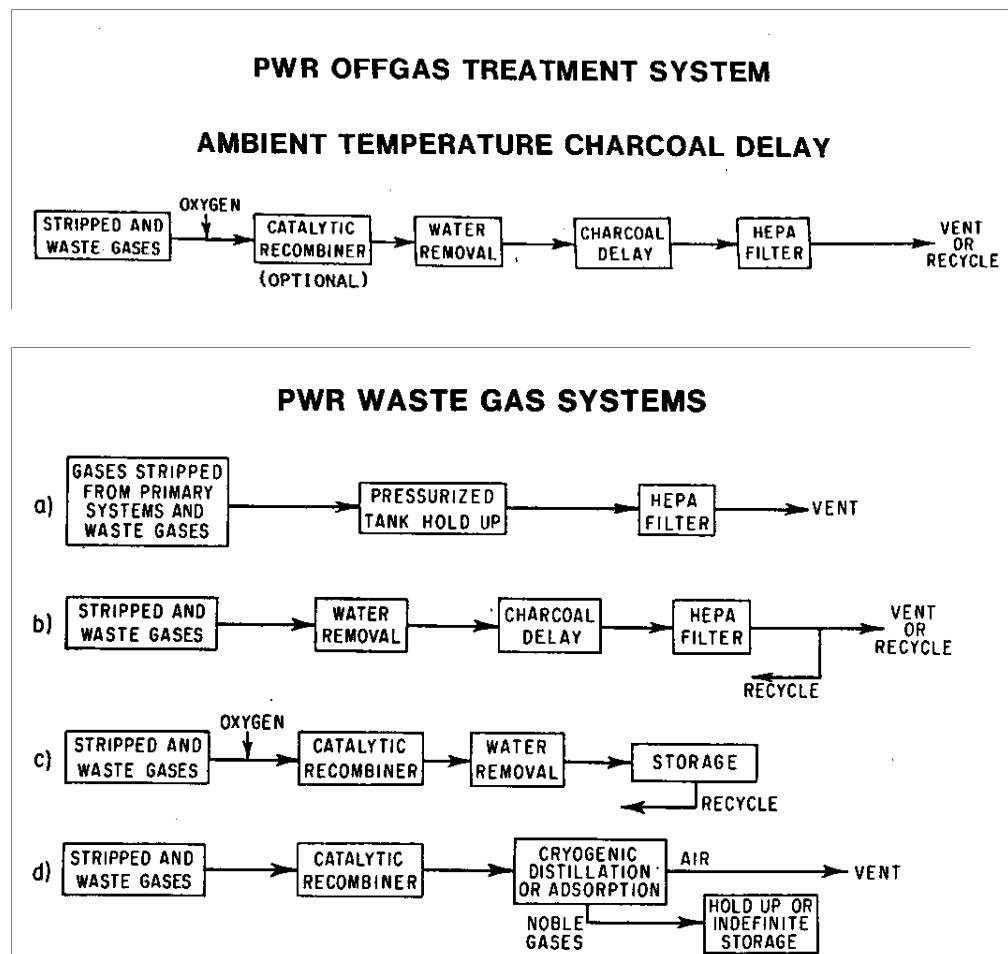 PWR OFFGAS TREATMENT SYSTEM
AMBIENT TEMPERATURE CHARCOAL DELAY
STRIPPED AND
WASTE GASES
OXYGEN
CATALYTIC
RECOMBINER
(OPTIONAL)
WATER
REMOVAL
CHARCOAL
DELAY
HEPA
FILTER
VENT
OR
RECYCLE
PWR WASTE GAS SYSTEMS
a)
GASES STRIPPED
FROM PRIMARY
SYSTEMS AND
WASTE GASES
PRESSURIZED
TANK HOLD UP
HEPA
FILTER
VENT
b)
STRIPPED AND
WASTE GASES
WATER
REMOVAL
CHARCOAL
DELAY
HEPA
FILTER
RECYCLE
VENT
OR
RECYCLE
c)
STRIPPED AND
WASTE GASES
OXYGEN
CATALYTIC
RECOMBINER
WATER
REMOVAL
STORAGE
RECYCLE
d)
STRIPPED AND
WASTE GASES
CATALYTIC
RECOMBINER
CRYOGENIC
DISTILLATION
OR ADSORPTION
AIR
VENT
NOBLE
GASES
HOLD UP OR
INDEFINITE
STORAGE